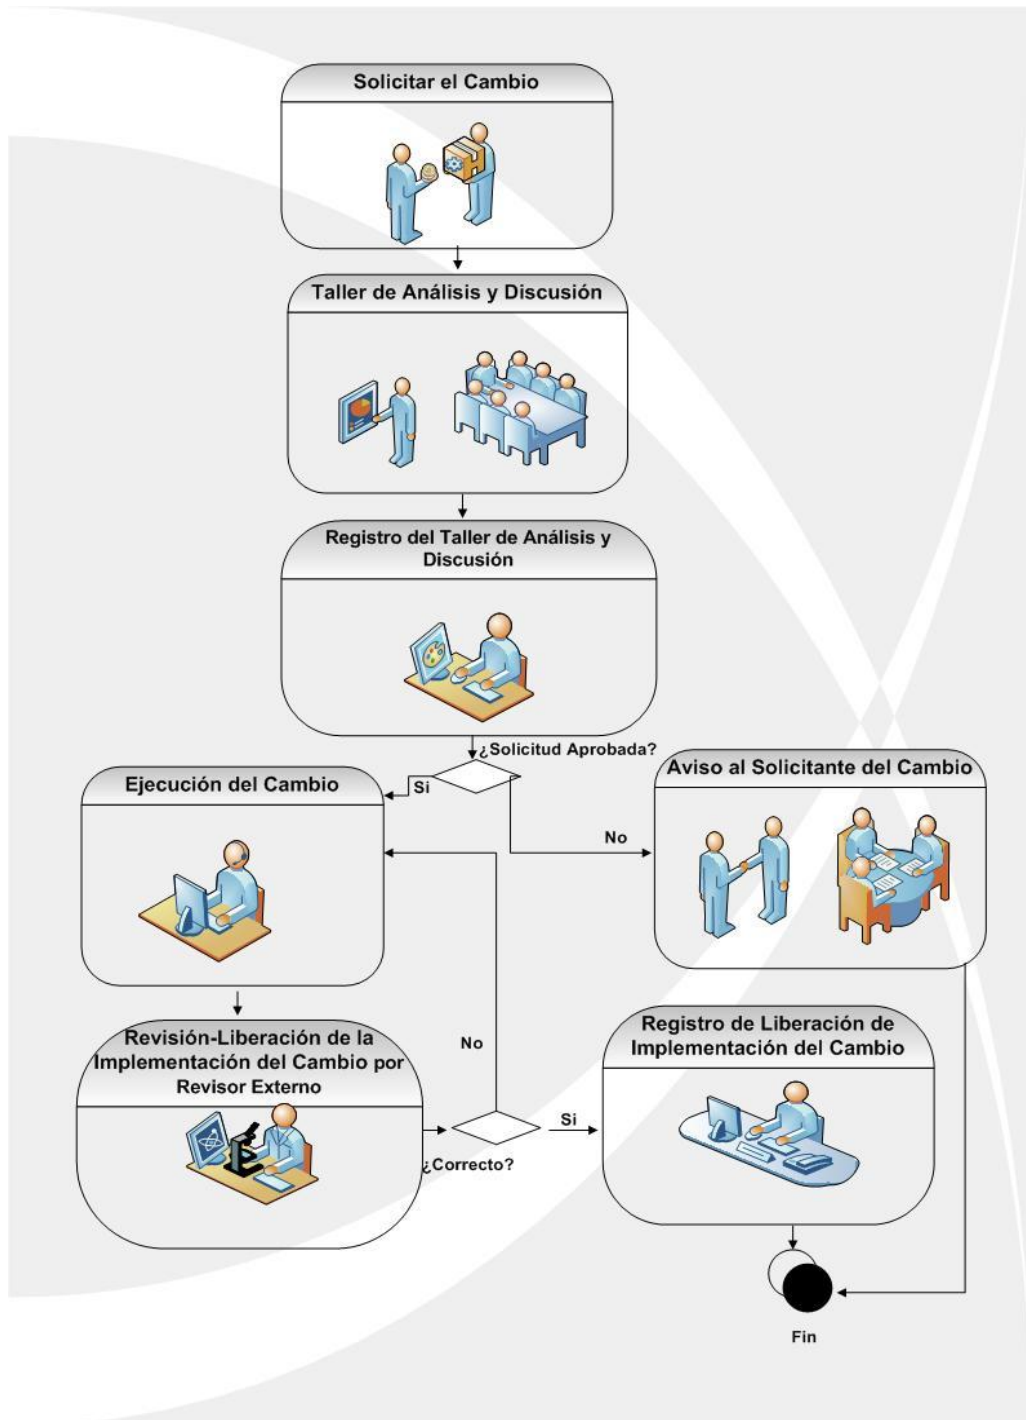 Solicitar el Cambio
Taller de Análisis y Discusión
Registro del Taller de Análisis y
Discusión
¿Solicitud Aprobada?
Si
No
Ejecución del Cambio
Aviso al Solicitante del Cambio
Revisión-Liberación de la
Implementación del Cambio por
Revisor Externo
No
Si
¿Correcto?
Registro de Liberación de
Implementación del Cambio
Fin